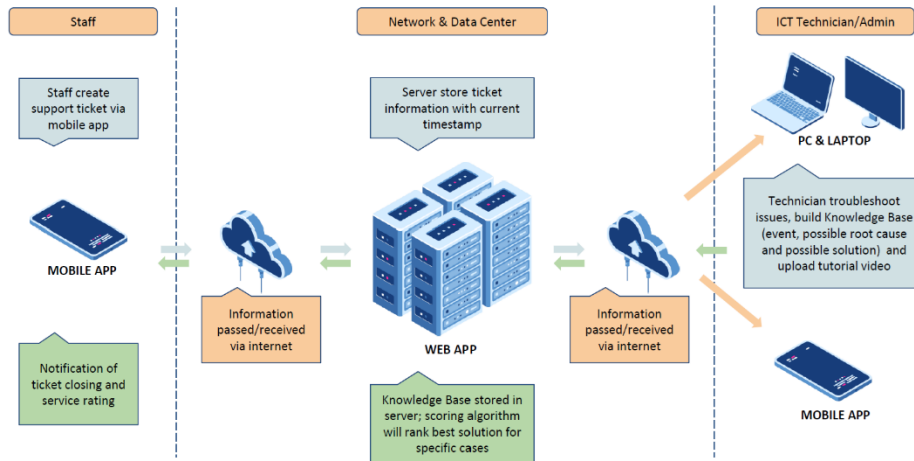 Staff
Network & Data Center
ICT Technician/Admin
Staff create
support ticket via
mobile app
Server store ticket
information with current
timestamp
PC & LAPTOP
Technician troubleshoot
issues, build Knowledge Base
(event, possible root cause
and possible solution) and
upload tutorial video
MOBILE APP
Information
passed/received
via internet
WEB APP
Information
passed/received
via internet
Notification of
ticket closing and
service rating
Knowledge Base stored in
server; scoring algorithm
will rank best solution for
specific cases
MOBILE APP